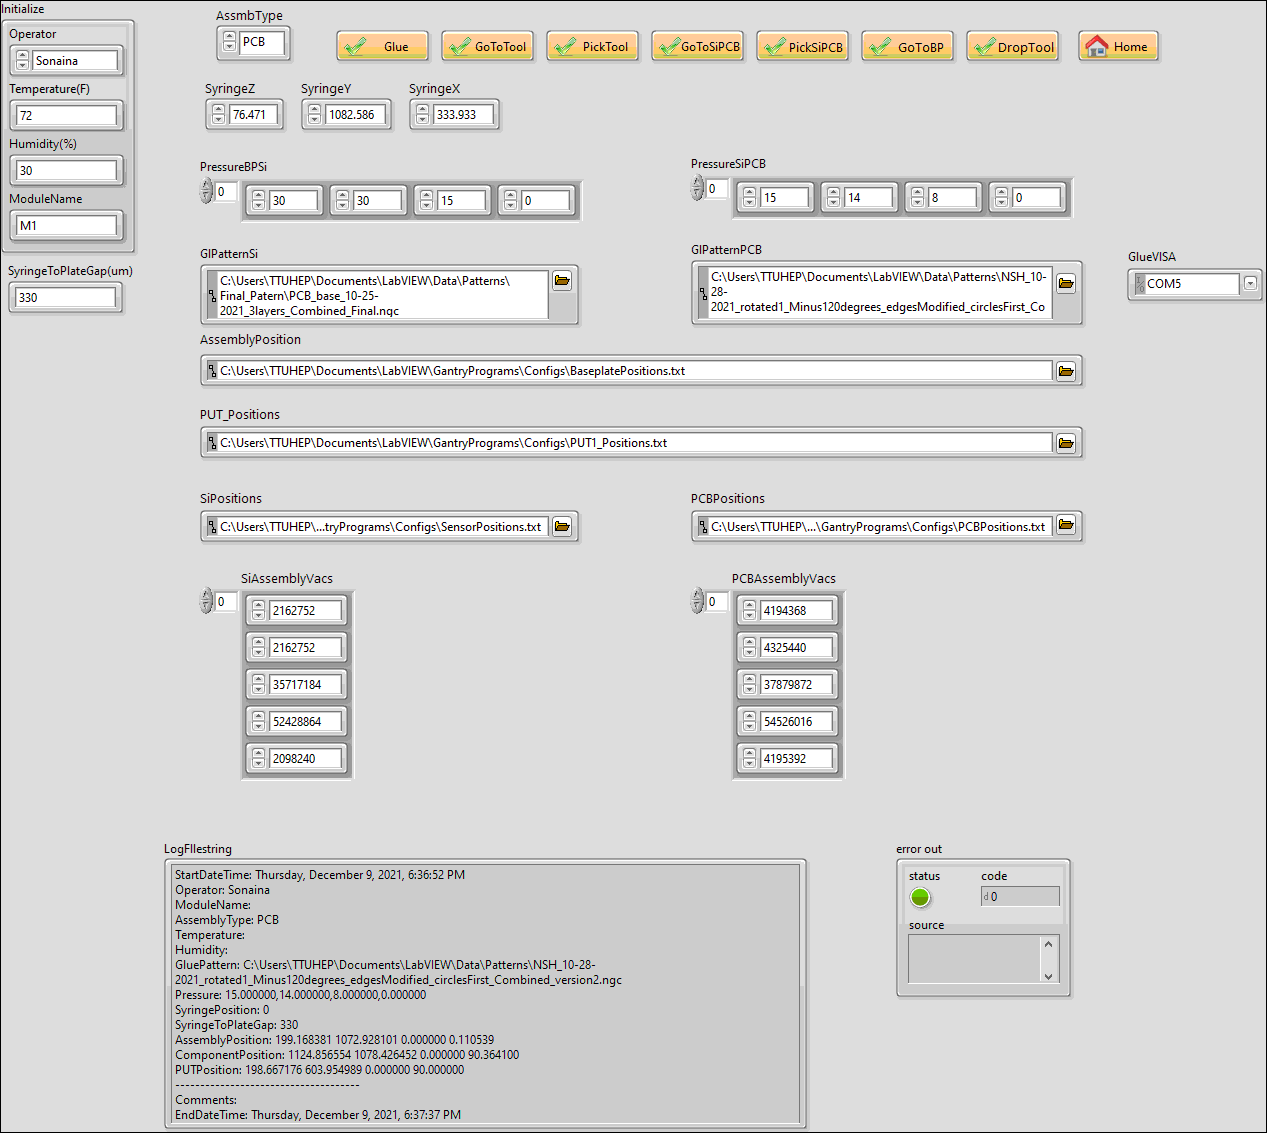 Initialize
Operator
Sonaina
Temperature(F)
72
Humidity(%)
30
ModuleName
M1
SyringeToPlateGap(um)
330
AssmbType
PCB
Glue
GoToTool
PickTool
GoToSiPCB
PickSiPCB
GoToBP
DropTool
Home
SyringeZ
76.471
SyringeY
1082.586
SyringeX
333.933
PressureBPSi
0
30
30
15
0
PressureSiPCB
0
15
14
8
0
GlPatternSi
C:\Users\TTUHEP\Documents\LabVIEW\Data\Patterns\
Final_Patern\PCB_base_10-25-
2021_3layers_Combined_Final.ngc
GlPatternPCB
C:\Users\TTUHEP\Documents\LabVIEW\Data\Patterns\NSH_10-
28-
2021_rotated1_Minus120degrees_edgesModified_circlesFirst_Co
GlueVISA
COM5
AssemblyPosition
C:\Users\TTUHEP\Documents\LabVIEW\GantryPrograms\Configs\BaseplatePositions.txt
PUT_Positions
C:\Users\TTUHEP\Documents\LabVIEW\GantryPrograms\Configs\PUT1_Positions.txt
SiPositions
C:\Users\TTUHEP\...tryPrograms\Configs\SensorPositions.txt
PCBPositions
C:\Users\TTUHEP\...\GantryPrograms\Configs\PCBPositions.txt
SiAssemblyVacs
0
2162752
2162752
35717184
52428864
2098240
PCBAssemblyVacs
0
4194368
4325440
37879872
54526016
4195392
LogFIlestring
StartDateTime: Thursday, December 9, 2021, 6:36:52 PM
Operator: Sonaina
ModuleName:
AssemblyType: PCB
Temperature:
Humidity:
GluePattern: C:\Users\TTUHEP\Documents\LabVIEW\Data\Patterns\NSH_10-28-
2021_rotated1_Minus120degrees_edgesModified_circlesFirst_Combined_version2.ngc
Pressure: 15.000000,14.000000,8.000000,0.000000
SyringePosition: 0
SyringeToPlateGap: 330
AssemblyPosition: 199.168381 1072.928101 0.000000 0.110539
ComponentPosition: 1124.856554 1078.426452 0.000000 90.364100
PUTPosition: 198.667176 603.954989 0.000000 90.000000
-------------------------------------
Comments:
EndDateTime: Thursday, December 9, 2021, 6:37:37 PM
error out
status
code
d 0
source